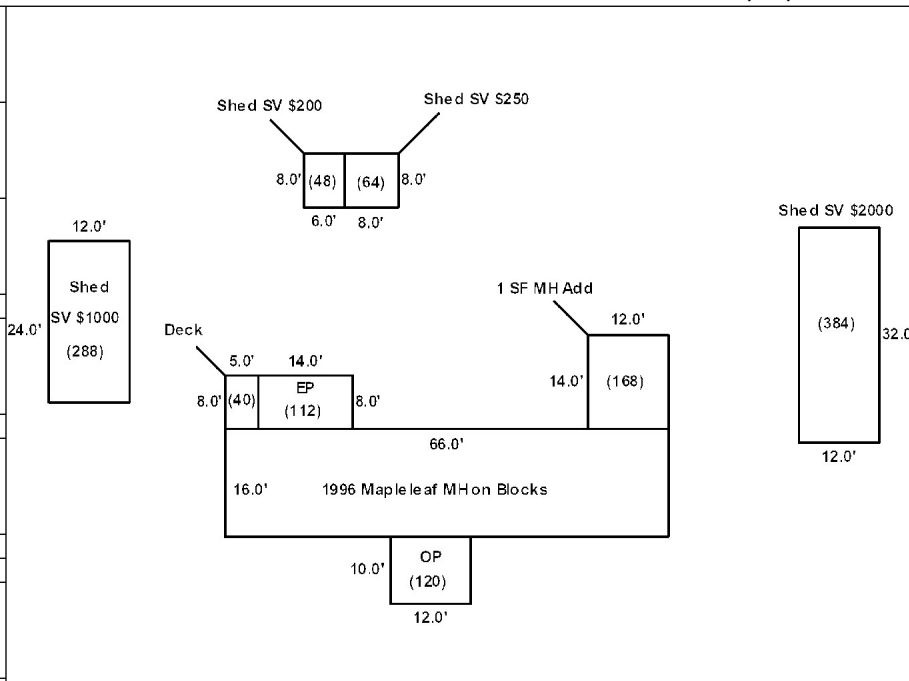 Shed SV $200
Shed SV $250
8.0'
(48)
(64)
8.0'
6.0'
8.0'
12.0'
Shed
SV $1000
(288)
24.0'
Shed SV $2000
(384)
32.0
12.0'
1 SF MH Add
12.0'
14.0'
(168)
Deck
5.0'
14.0'
8.0'
(40)
EP
(112)
8.0'
66.0'
16.0'
1996 Mapleleaf MH on Blocks
10.0'
OP
(120)
12.0'